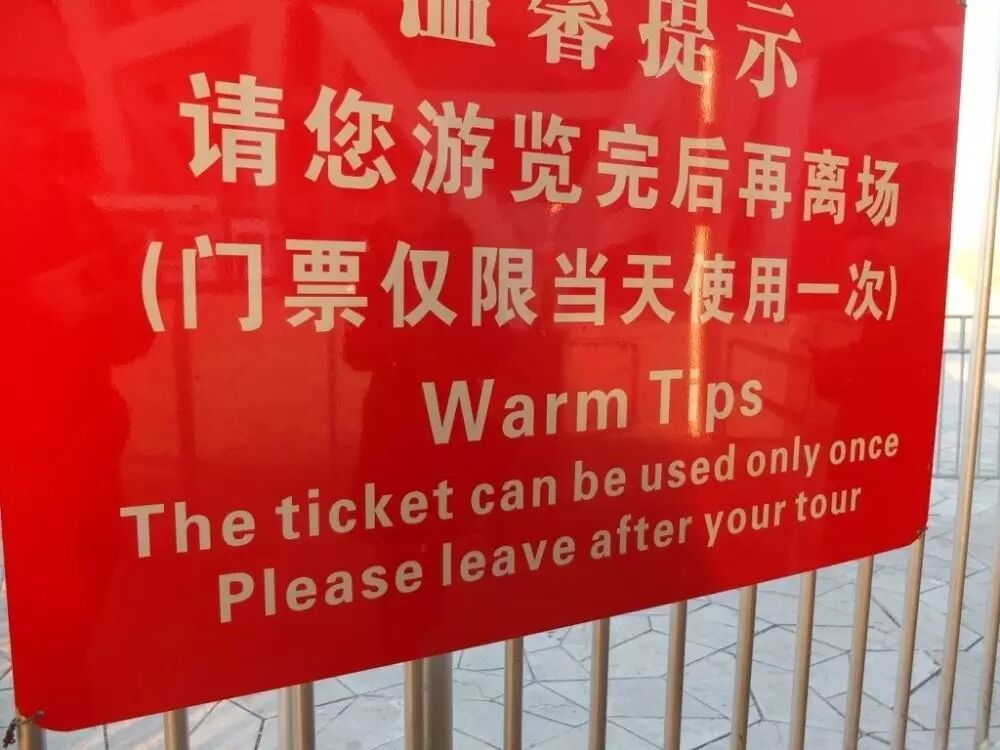 温馨提示
请您游览完后再离场
(门票仅限当天使用一次)
Warm Tips
The ticket can be used only once
Please leave after your tour